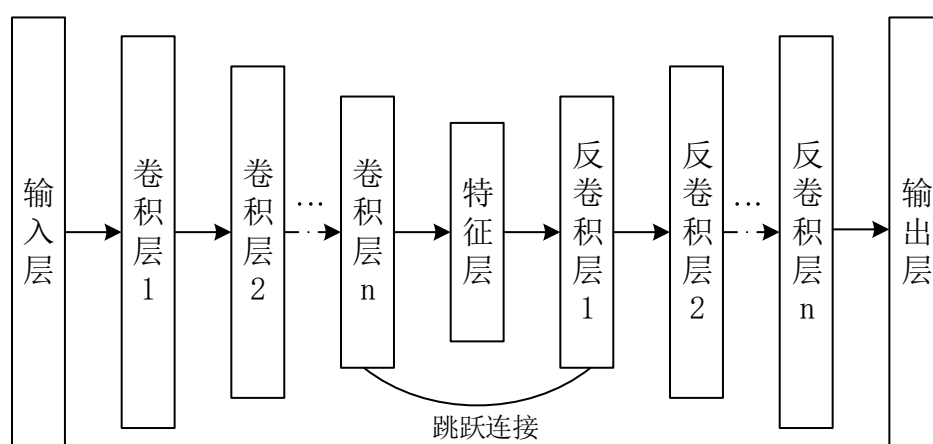 输入层
卷积层1
卷积层2
...
卷积层n
特征层
反卷积层1
反卷积层2
...
反卷积层n
输出层
跳跃连接